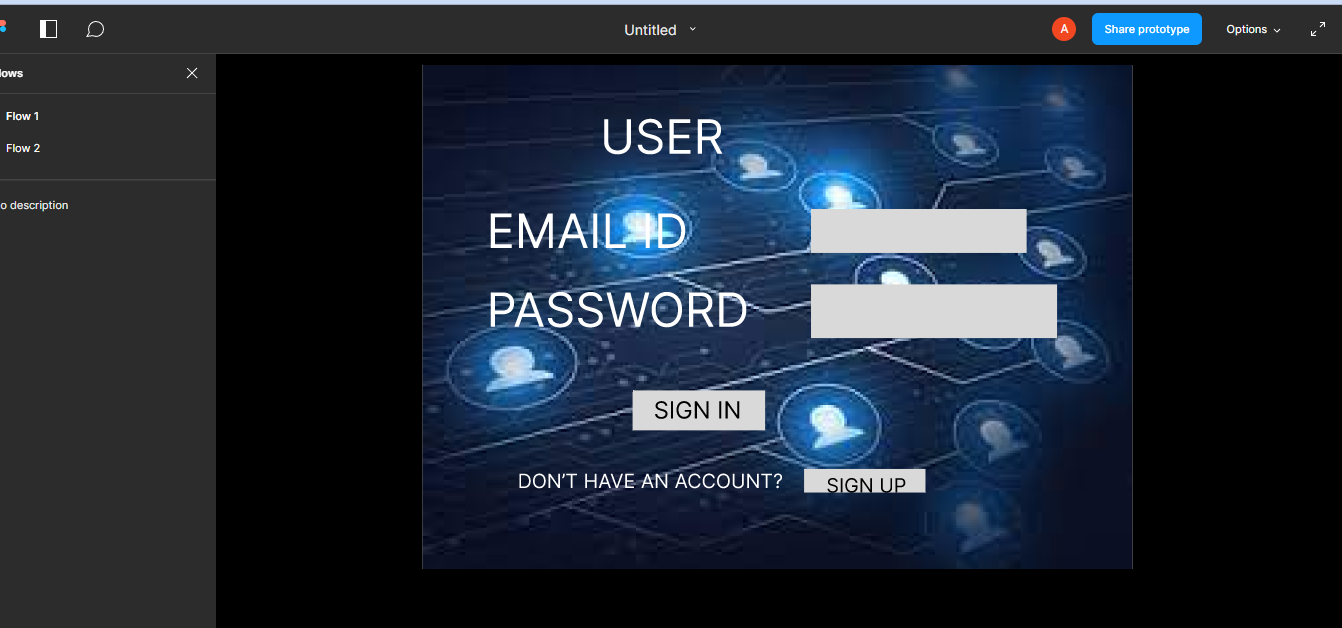 Untitled
A
Share prototype
Options
lows
Flow 1
Flow 2
o description
USER
EMAIL ID
PASSWORD
SIGN IN
DON'T HAVE AN ACCOUNT?
SIGN UP